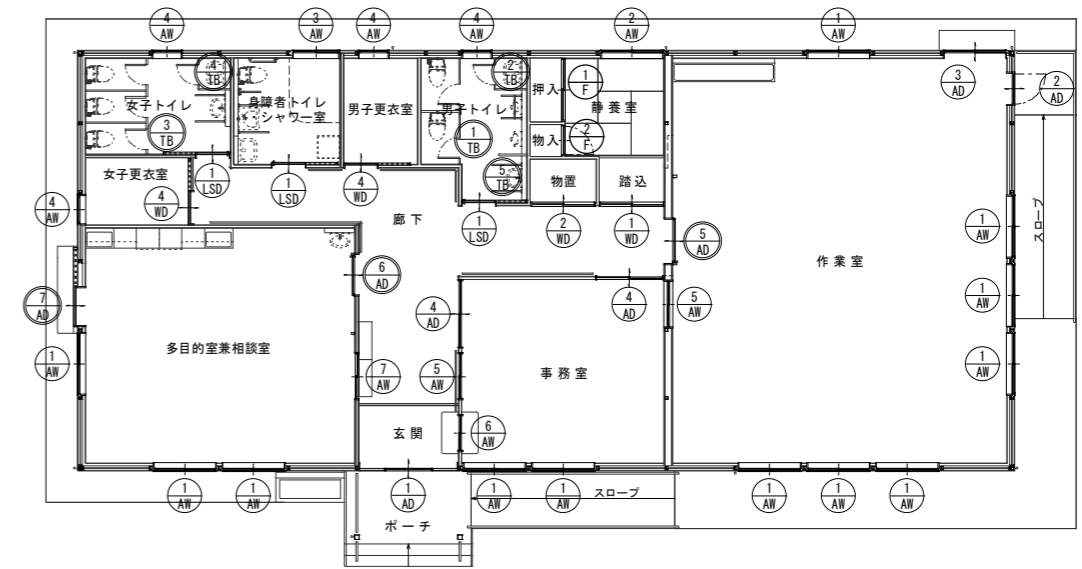 4
AW
3
AW
4
AW
4
AW
2
AW
1
AW
女子トイレ
4
TB
3
TB
身障者トイレ
シャワー室
男子更衣室
男子トイレ
2
TB
1
TB
5
TB
押入
1
F
静養室
物入
2
F
3
AD
2
AD
女子更衣室
1
LSD
4
WD
1
LSD
4
WD
廊下
1
LSD
物置
踏込
2
WD
1
WD
4
AW
5
AD
作業室
1
AW
スロープ
6
AD
7
AD
4
AD
4
AD
5
AW
1
AW
多目的室兼相談室
1
AW
7
AW
5
AW
事務室
1
AW
玄関
6
AW
1
AW
1
AW
1
AD
1
AW
1
AW
スロープ
1
AW
1
AW
1
AW
ポーチ